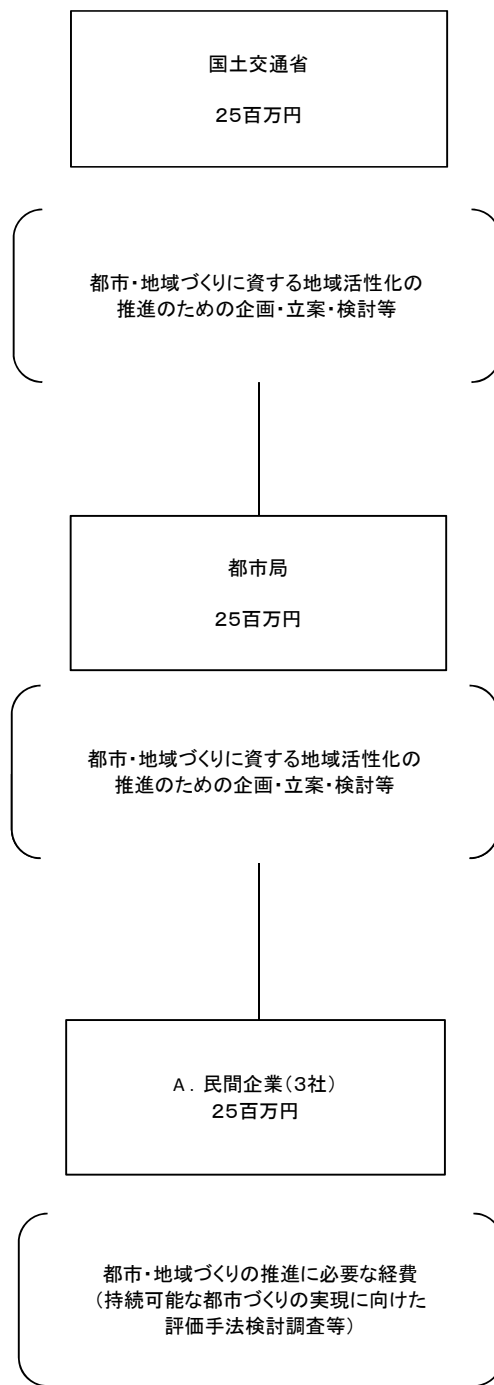 国土交通省
25百万円
都市・地域づくりに資する地域活性化の
推進のための企画・立案・検討等
都市局
25百万円
都市・地域づくりに資する地域活性化の
推進のための企画・立案・検討等
A．民間企業（3社）
25百万円
都市・地域づくりの推進に必要な経費
（持続可能な都市づくりの実現に向けた
評価手法検討調査等）